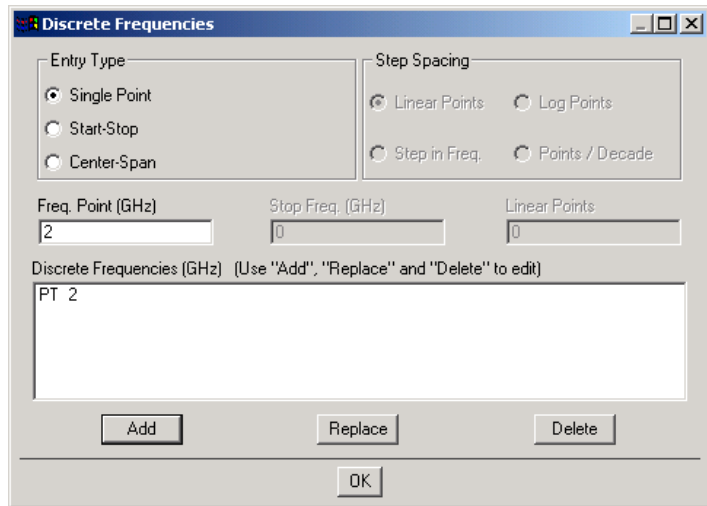 Discrete Frequencies
Entry Type
Step Spacing
Single Point
Linear Points
Log Points
Start-Stop
Step in Freq.
Points / Decade
Center-Span
Freq. Point (GHz)
Stop Freq. (GHz)
Linear Points
2
0
0
Discrete Frequencies (GHz) (Use "Add", "Replace" and "Delete" to edit)
PT 2
Add
Replace
Delete
OK